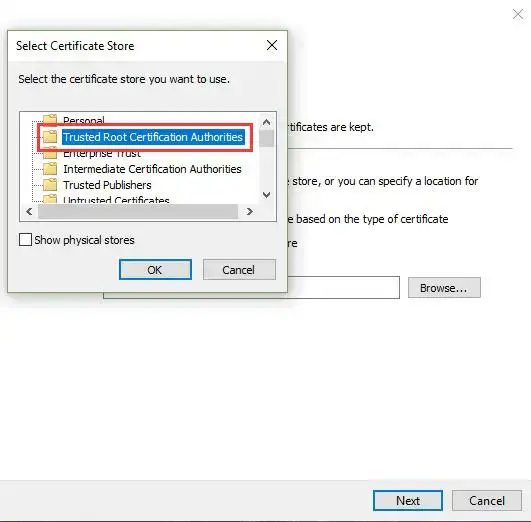 Select Certificate Store
Select the certificate store you want to use.
Personal
Trusted Root Certification Authorities
Enterprise Trust
Intermediate Certification Authorities
Trusted Publishers
Untrusted Certificates
Show physical stores
OK Cancel
rtificates are kept.
e store, or you can specify a location for
e based on the type of certificate
re
Browse...
Next Cancel